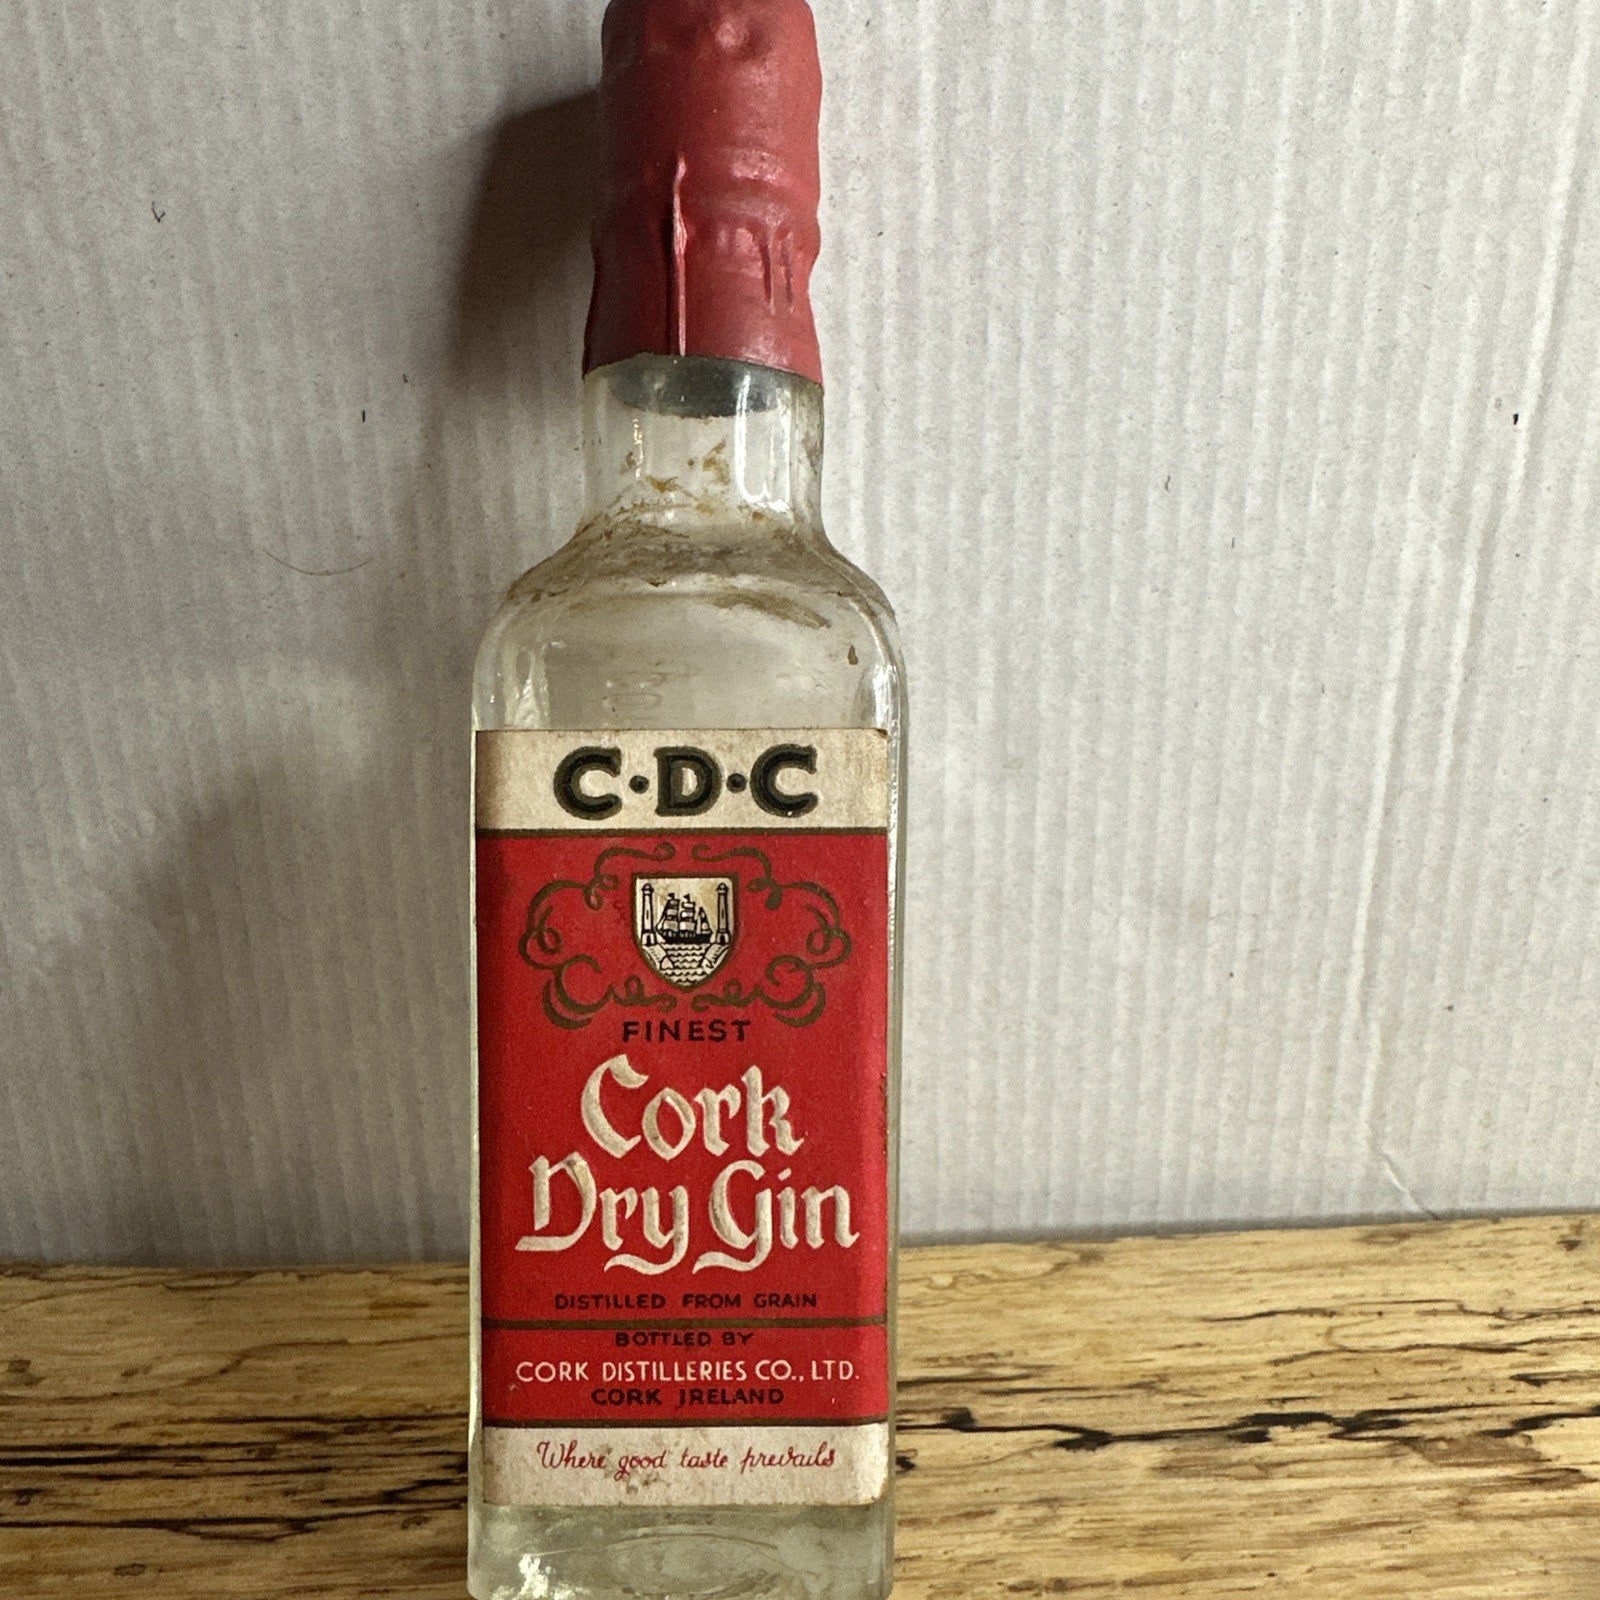 C·D·C
FINEST
Cork
Dry Gin
DISTILLED FROM GRAIN
BOTTLED BY
CORK DISTILLERIES CO., LTD.
CORK IRELAND
Where good taste prevails